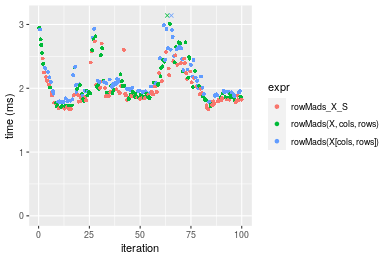 time (ms)
3
2
1
0
0
25
50
75
100
iteration
expr
rowMads_X_S
rowMads(X, cols, rows)
rowMads(X[cols, rows])